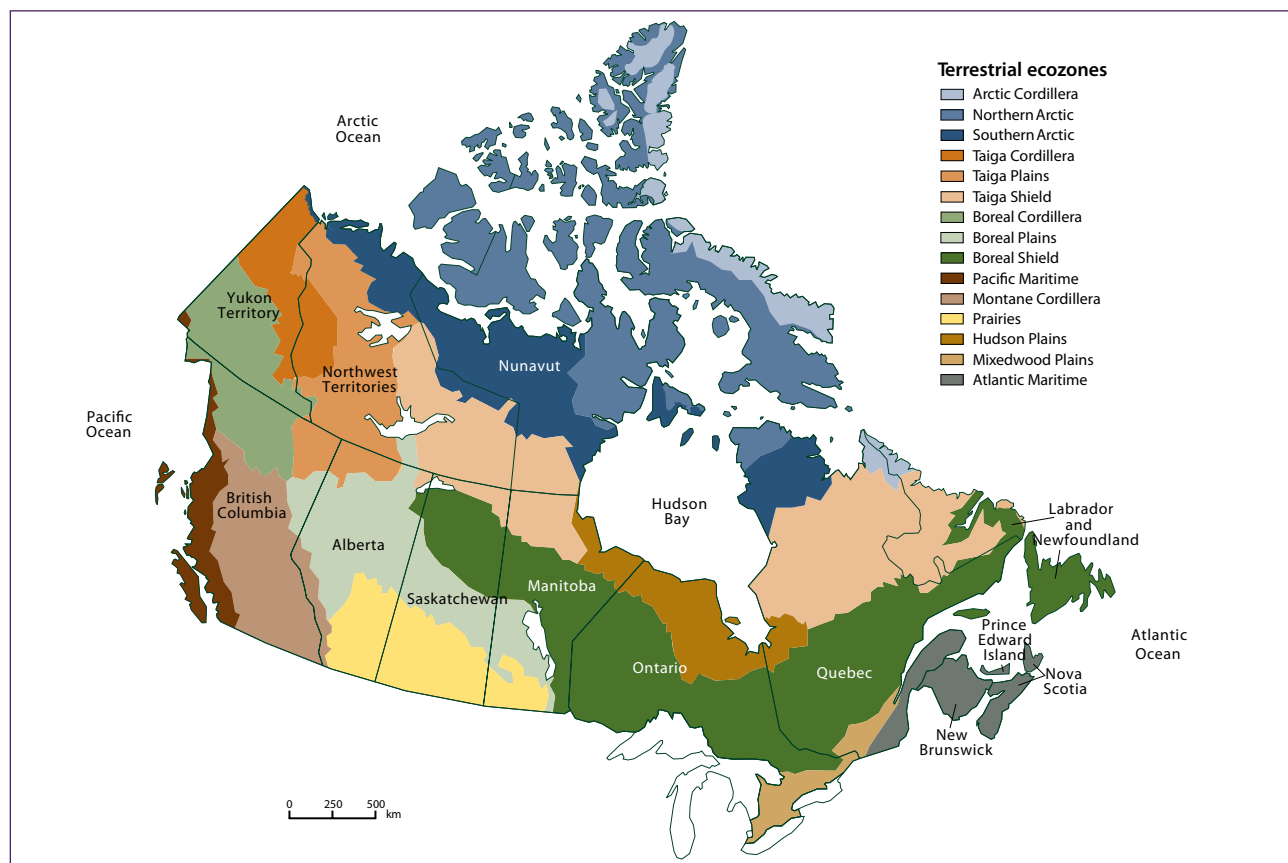 Terrestrial ecozones
Arctic Cordillera
Northern Arctic
Southern Arctic
Taiga Cordillera
Taiga Plains
Taiga Shield
Boreal Cordillera
Boreal Plains
Boreal Shield
Pacific Maritime
Montane Cordillera
Prairies
Hudson Plains
Mixedwood Plains
Atlantic Maritime
Arctic
Ocean
Yukon
Territory
Northwest
Territories
Nunavut
Pacific
Ocean
British
Columbia
Alberta
Saskatchewan
Manitoba
Hudson
Bay
Ontario
Quebec
Labrador
and
Newfoundland
Prince
Edward
Island
Atlantic
Ocean
Nova
Scotia
New
Brunswick
0 250 500
km